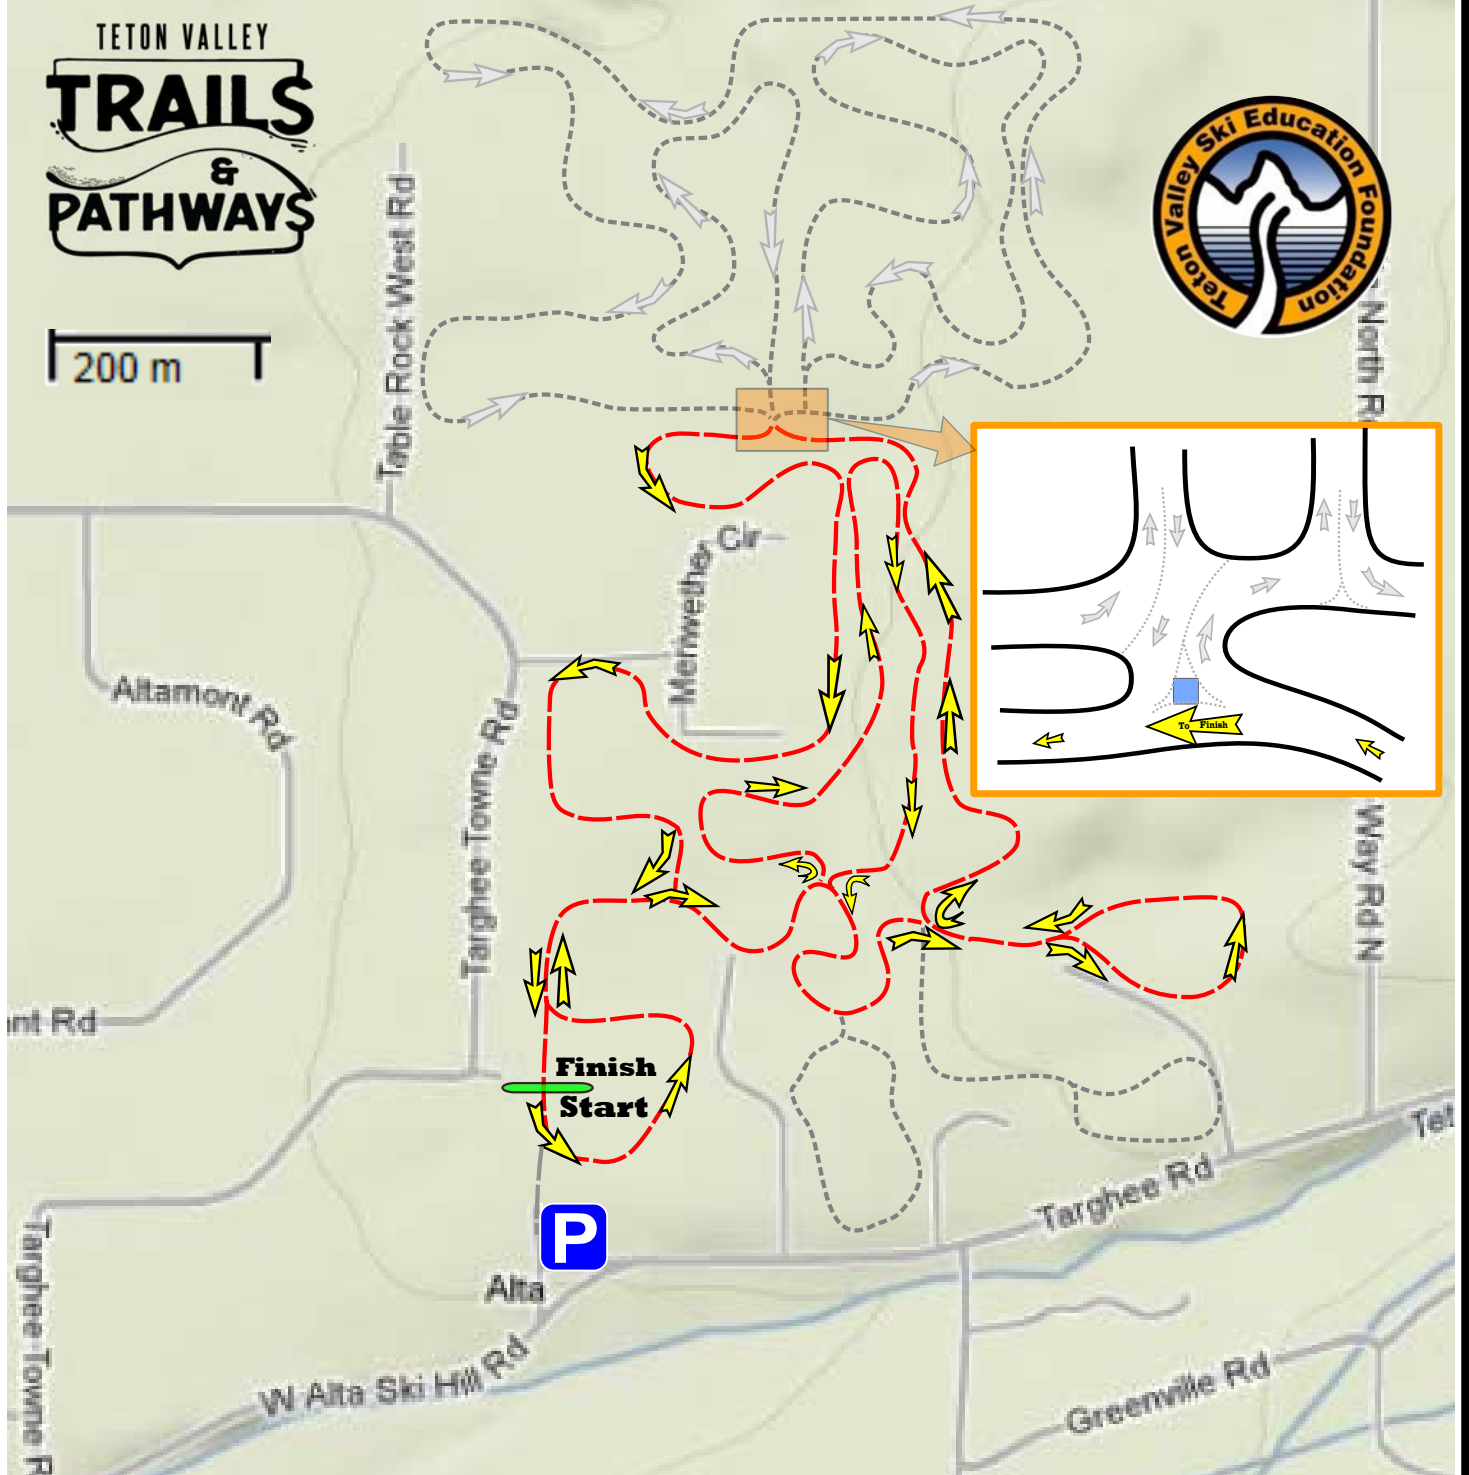 TETON VALLEY
TRAILS
&
PATHWAYS
Teton Valley Ski Education Foundation
200 m
Table Rock West Rd
North R
Cir
Meriwether
Altamont Rd
Targhee Towne Rd
To Finish
Way Rd N
nt Rd
Finish
Start
P
Alta
Targhee Rd
Tet
Targhee Towne R
W Alta Ski Hill Rd
Greenville Rd